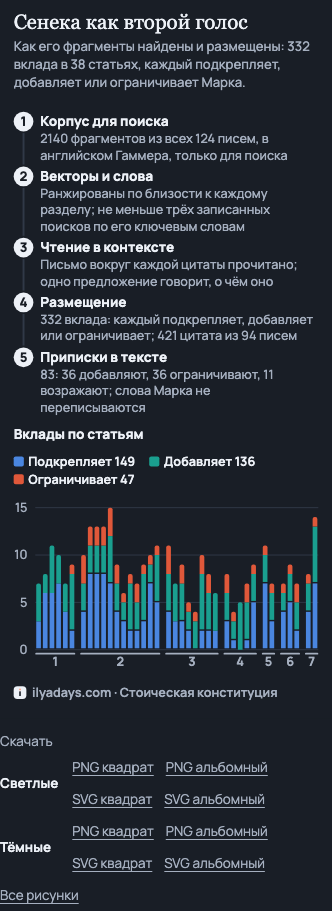 Сенека как второй голос
Как его фрагменты найдены и размещены: 332
вклада в 38 статьях, каждый подкрепляет,
добавляет или ограничивает Марка.
1 Корпус для поиска
2140 фрагментов из всех 124 писем, в
английском Гаммера, только для поиска
2 Векторы и слова
Ранжированы по близости к каждому
разделу; не меньше трёх записанных
поисков по его ключевым словам
3 Чтение в контексте
Письмо вокруг каждой цитаты прочитано;
одно предложение говорит, о чём оно
4 Размещение
332 вклада: каждый подкрепляет, добавляет
или ограничивает; 421 цитата из 94 писем
5 Приписки в тексте
83: 36 добавляют, 36 ограничивают, 11
возражают; слова Марка не
переписываются
Вклады по статьям
Подкрепляет 149 Добавляет 136
Ограничивает 47
15
10
5
0
1 2 3 4 5 6 7
i ilyadays.com · Стоическая конституция
Скачать
Светлые
PNG квадрат PNG альбомный
SVG квадрат SVG альбомный
Тёмные
PNG квадрат PNG альбомный
SVG квадрат SVG альбомный
Все рисунки